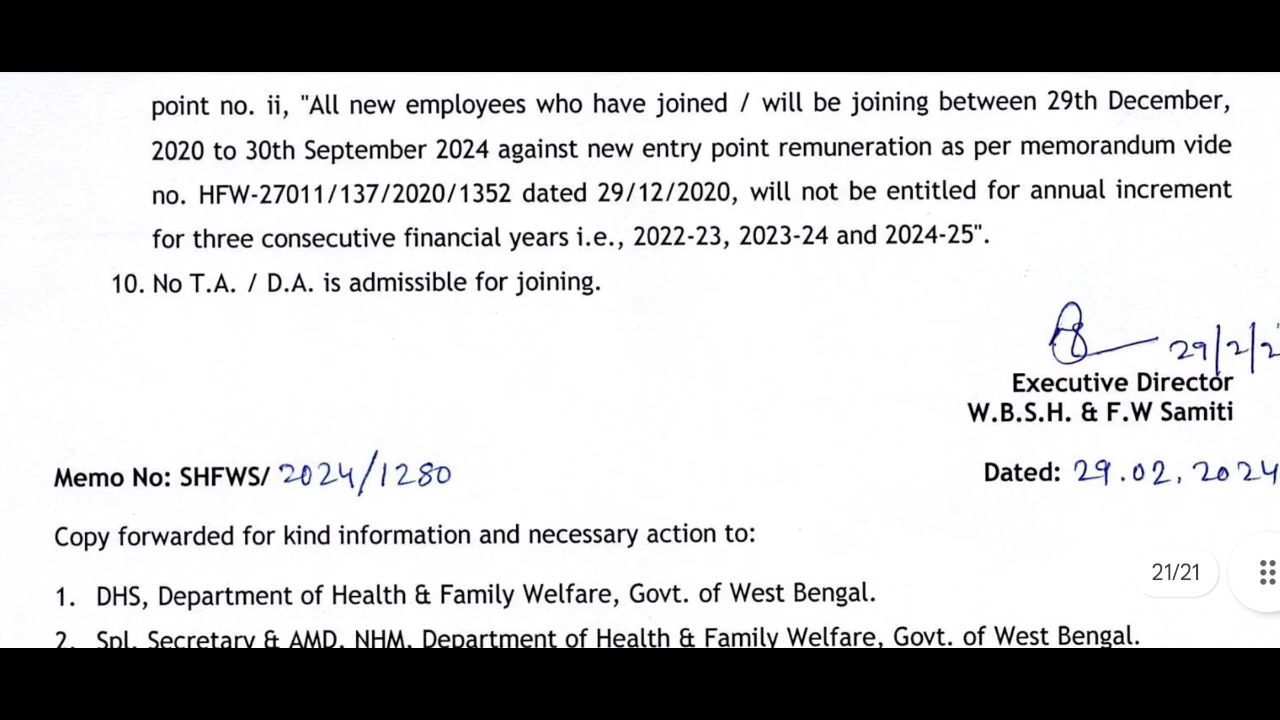 point no. ii, "All new employees who have joined / will be joining between 29th December,
2020 to 30th September 2024 against new entry point remuneration as per memorandum vide
no. HFW-27011/137/2020/1352 dated 29/12/2020, will not be entitled for annual increment
for three consecutive financial years i.e., 2022-23, 2023-24 and 2024-25".
10. No T.A. / D.A. is admissible for joining.
29/2/2
Executive Director
W.B.S.H. & F.W Samiti
Memo No: SHFWS/ 2024/1280
Dated: 29.02.2024
Copy forwarded for kind information and necessary action to:
21/21
1. DHS, Department of Health & Family Welfare, Govt. of West Bengal.
2. Spl. Secretary & AMD, NHM, Department of Health & Family Welfare, Govt. of West Bengal.